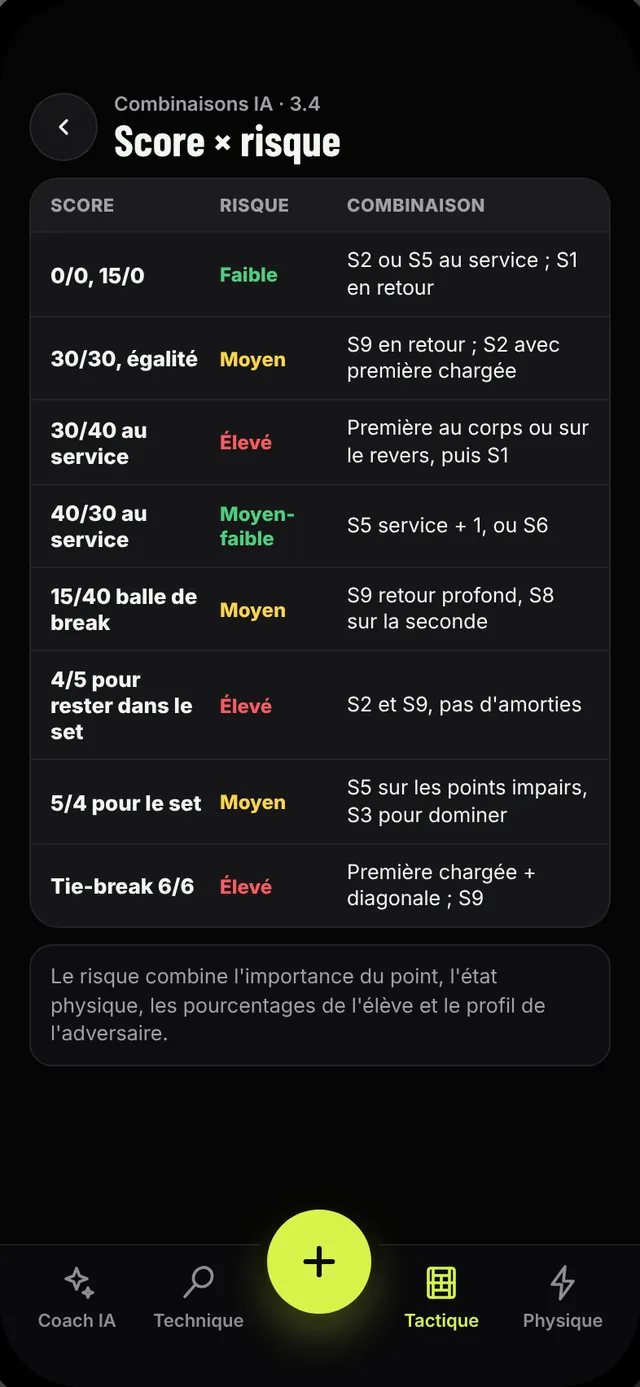 Combinaisons IA · 3.4
Score × risque
SCORE RISQUE COMBINAISON
0/0, 15/0 Faible S2 ou S5 au service ; S1
en retour
30/30, égalité Moyen S9 en retour ; S2 avec
première chargée
30/40 au
service
Élevé
Première au corps ou sur
le revers, puis S1
40/30 au
service
Moyen-
faible
S5 service + 1, ou S6
15/40 balle de
break
Moyen
S9 retour profond, S8
sur la seconde
4/5 pour
rester dans le
set
Élevé
S2 et S9, pas d'amorties
5/4 pour le set Moyen S5 sur les points impairs,
S3 pour dominer
Tie-break 6/6 Élevé Première chargée +
diagonale ; S9
Le risque combine l'importance du point, l'état
physique, les pourcentages de l'élève et le profil de
l'adversaire.
Coach IA Technique Tactique Physique